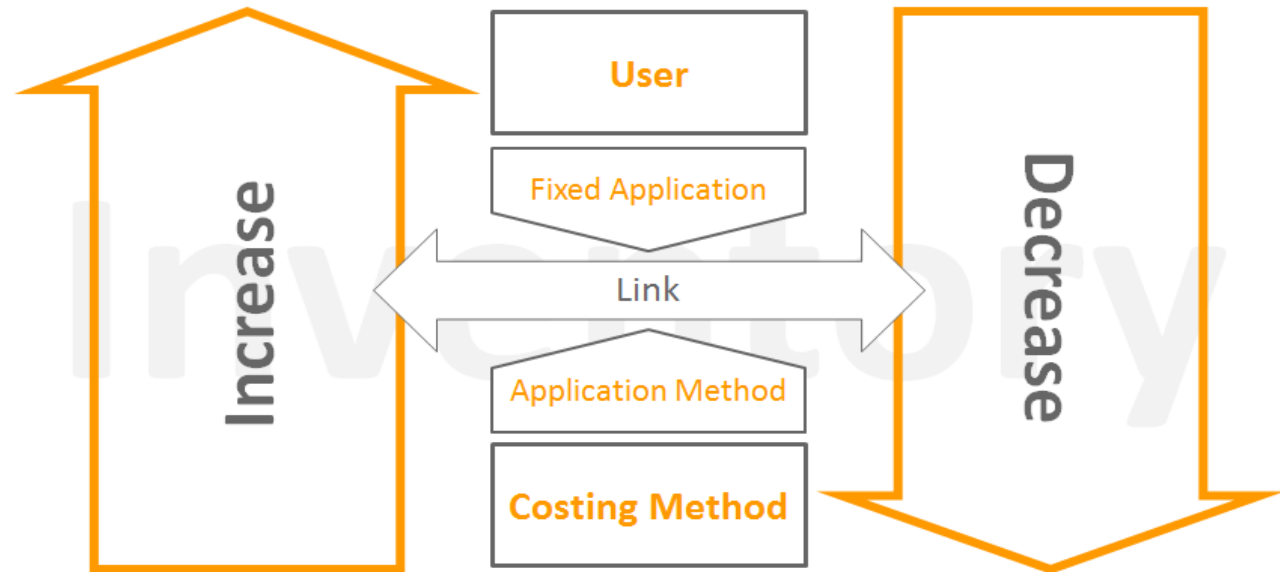 User
Fixed Application
Increase
Link
Decrease
Inventory
Application Method
Costing Method